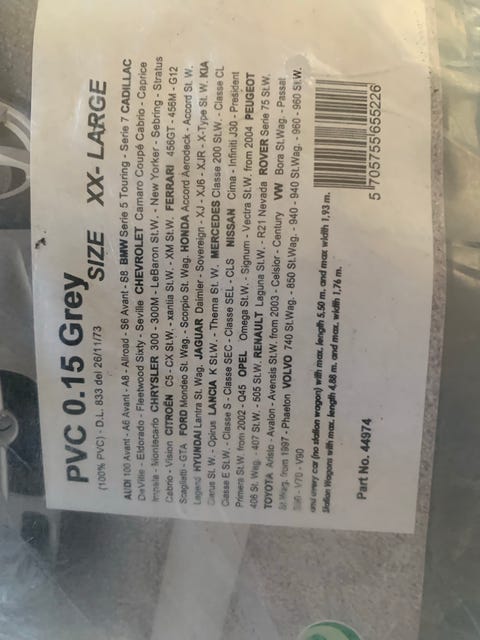 PVC 0.15 Grey
(100% PVC) - D.L. 833 del 26/11/73
SIZE XX- LARGE
AUDI 100 Avant - A6 Avant - A8 - Allroad - S6 Avant - S8 BMW Serie 5 Touring - Serie 7 CADILLAC
DeVille - Eldorado - Fleetwood Sixty - Seville CHEVROLET Camaro Coupé Cabrio - Caprice
Impala - Montecarlo CHRYSLER 300 - 300M - LeBaron St.W. - New Yorker - Sebring - Stratus
Cabrio - Vision CITROËN C5 - CX St.W. - xantia St.W. - XM St.W. FERRARI 456GT - 456M - G12
Scaglietti - GTA FORD Mondeo St. Wag. - Scorpio St. Wag. HONDA Accord Aerodeck - Accord St. W.
Legend HYUNDAI Lantra St. Wag. JAGUAR Daimler - Sovereign - XJ - XJ6 - XJR - X-Type St. W. KIA
Clarus St. W. - Opirus LANCIA K St.W. - Thema St. W. MERCEDES Classe 200 St.W. - Classe CL
Classe E St.W. - Classe S - Classe SEC - Classe SEL - CLS NISSAN Cima - Infiniti J30 - President
Primera St.W. from 2002 - Q45 OPEL Omega St.W. - Signum - Vectra St.W. from 2004 PEUGEOT
406 St. Wag. - 407 St.W. - 505 St.W. RENAULT Laguna St.W. - R21 Nevada ROVER Serie 75 St.W.
TOYOTA Aristo - Avalon - Avensis St.W. from 2003 - Celsior - Century VW Bora St.Wag. - Passat
St.Wag. from 1997 - Phaeton VOLVO 740 St.Wag. - 850 St.Wag. - 940 - 940 St.Wag. - 960 - 960 St.W.
S90 - V70 - V90
and every car (no station wagon) with max. length 5,50 m. and max width 1,93 m.
Station Wagons with max. length 4,88 m. and max. width 1,76 m.
Part No. 44974
5 705755 655226